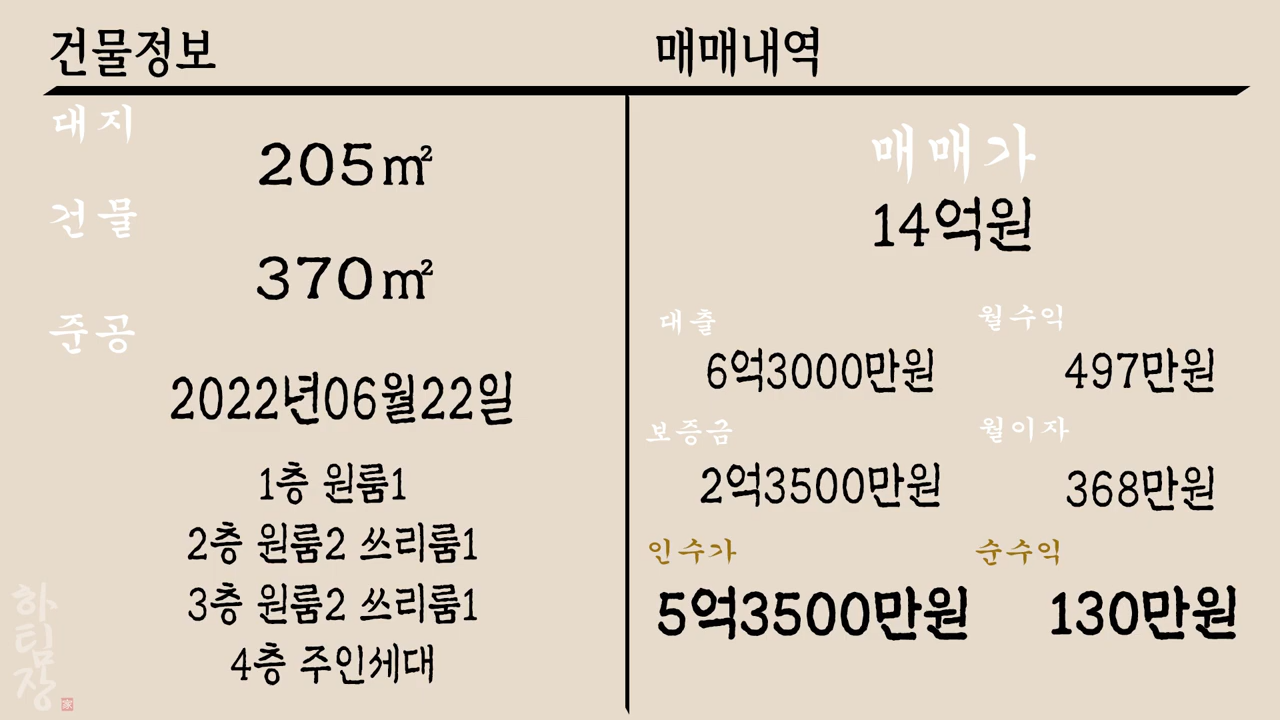 건물정보
대지
205㎡
건물
370㎡
준공
2022년06월22일
1층 원룸1
2층 원룸2 쓰리룸1
3층 원룸2 쓰리룸1
4층 주인세대
매매내역
매매가
14억원
대출
6억3000만원
월수익
497만원
보증금
2억3500만원
월이자
368만원
인수가
5억3500만원
순수익
130만원
하팀장